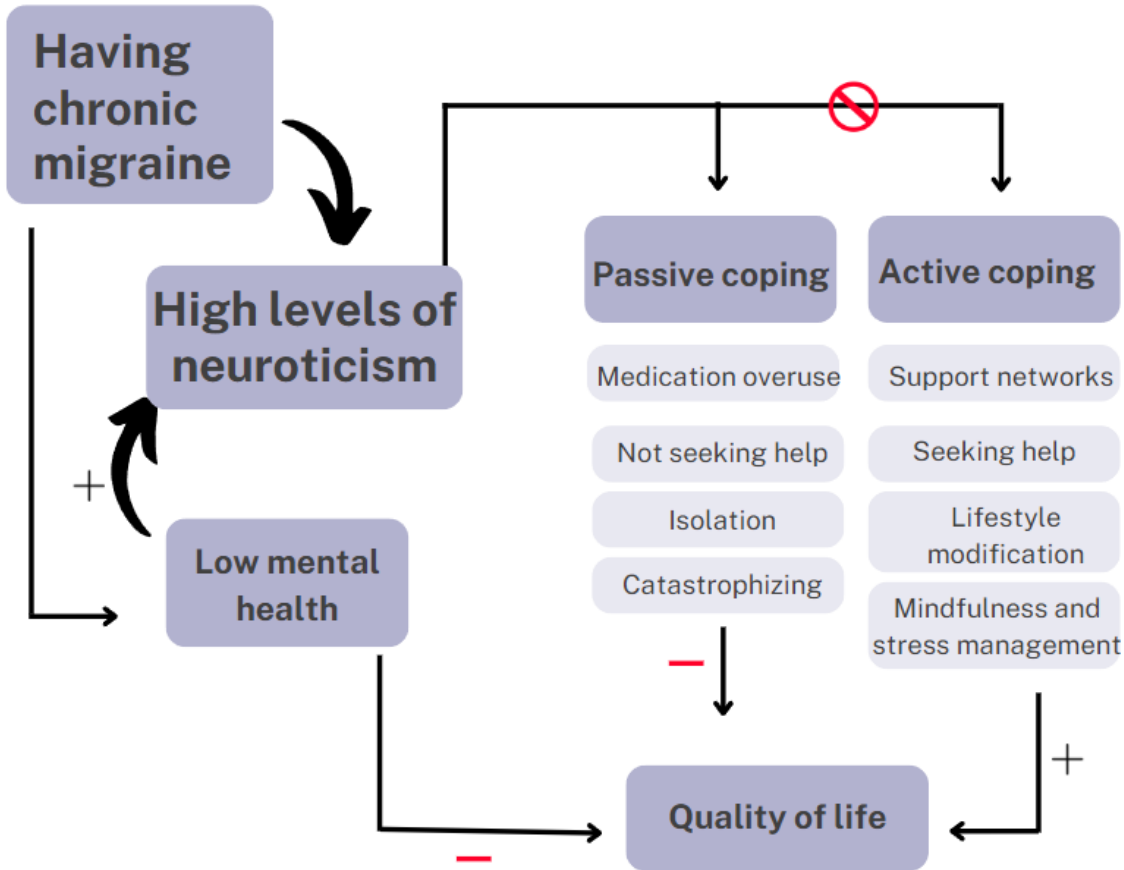 Having
chronic
migraine
High levels of
neuroticism
+
Low mental
health
Passive coping
Medication overuse
Not seeking help
Isolation
Catastrophizing
—
Active coping
Support networks
Seeking help
Lifestyle
modification
Mindfulness and
stress management
+
Quality of life
—